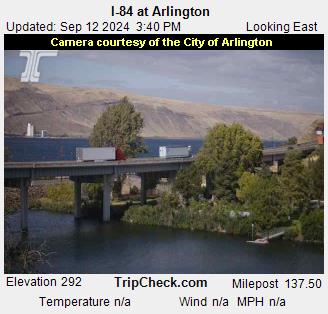 I-84 at Arlington
Updated: Sep 12 2024 3:40 PM Looking East
Camera courtesy of the City of Arlington
Elevation 292 TripCheck.com Milepost 137.50
Temperature n/a Wind n/a MPH n/a